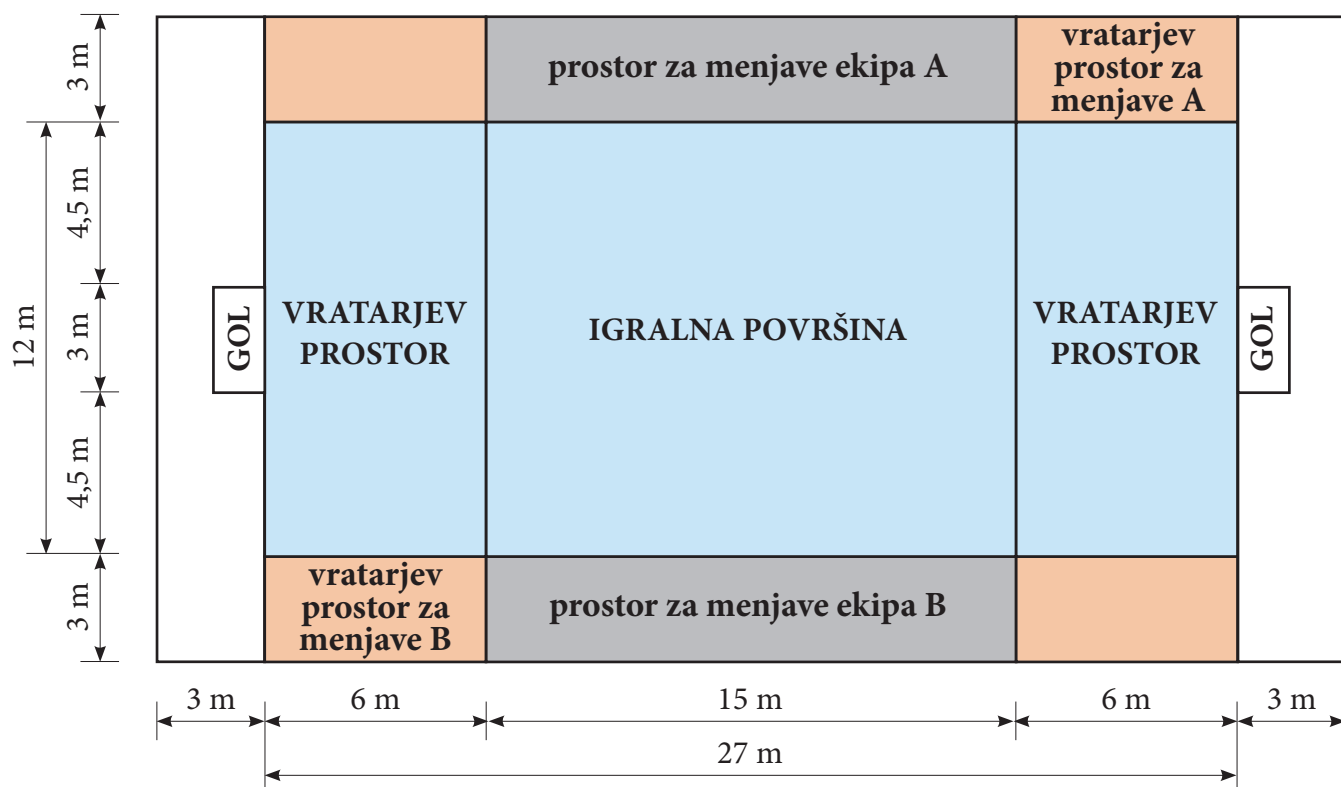 3 m
4,5 m
3 m
4,5 m
3 m
12 m
prostor za menjave ekipa A
vratarjev
prostor za
menjave A
GOL
VRATARJEV
PROSTOR
IGRALNA POVRŠINA
VRATARJEV
PROSTOR
GOL
vratarjev
prostor za
menjave B
prostor za menjave ekipa B
3 m
6 m
15 m
6 m
3 m
27 m